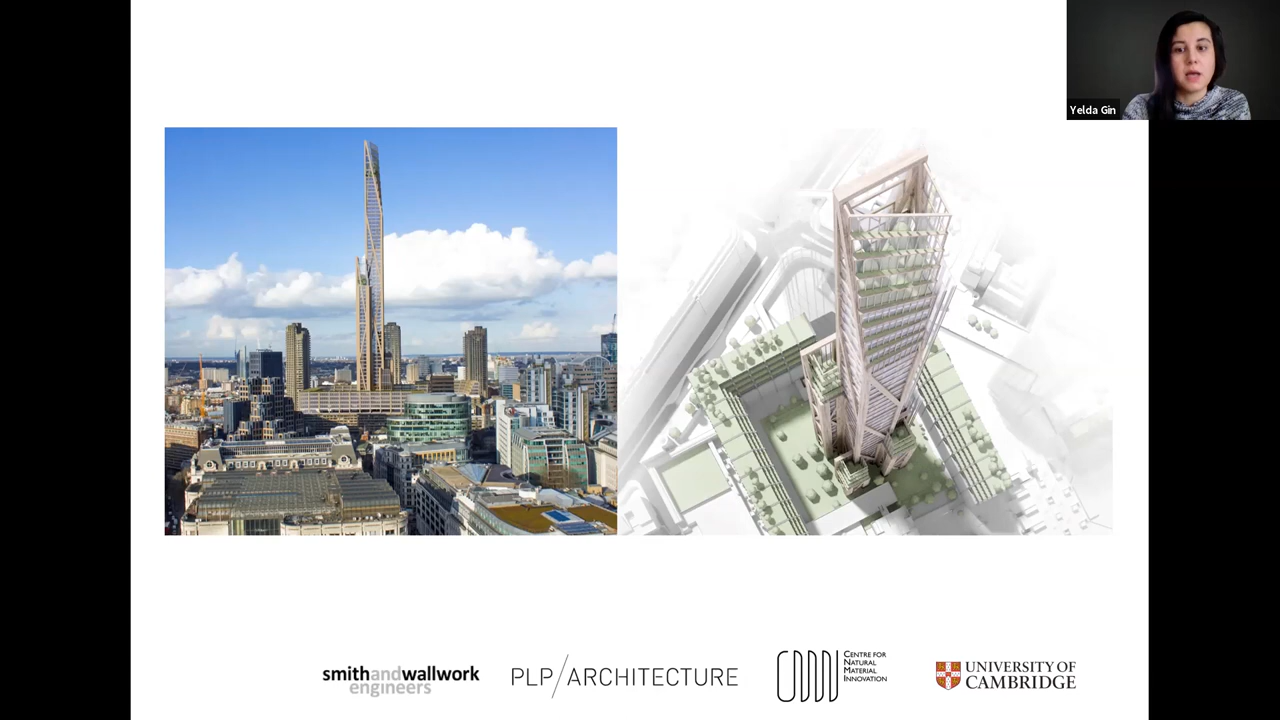 Yelda Gin
smithandwallwork
engineers
PLP/ARCHITECTURE
CENTRE FOR
NATURAL
MATERIAL
INNOVATION
UNIVERSITY OF
CAMBRIDGE